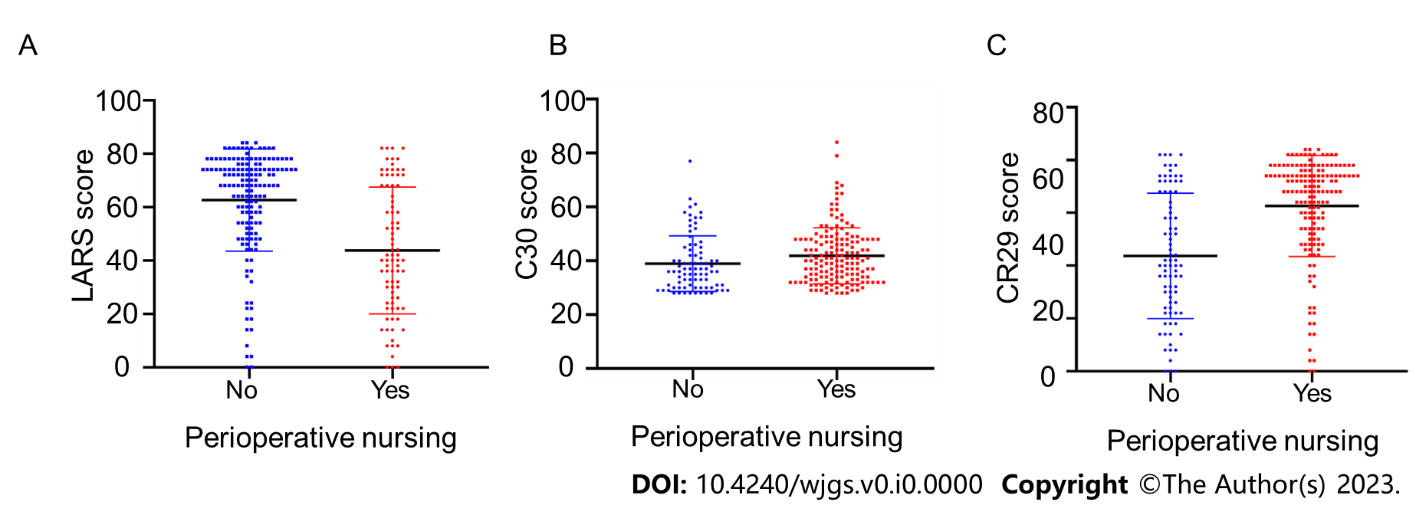 A
LARS score
100
80
60
40
20
0
No Yes
Perioperative nursing
B
C30 score
100
80
60
40
20
0
No Yes
Perioperative nursing
C
CR29 score
80
60
40
20
0
No Yes
Perioperative nursing
DOI: 10.4240/wjgs.v0.i0.0000 Copyright ©The Author(s) 2023.